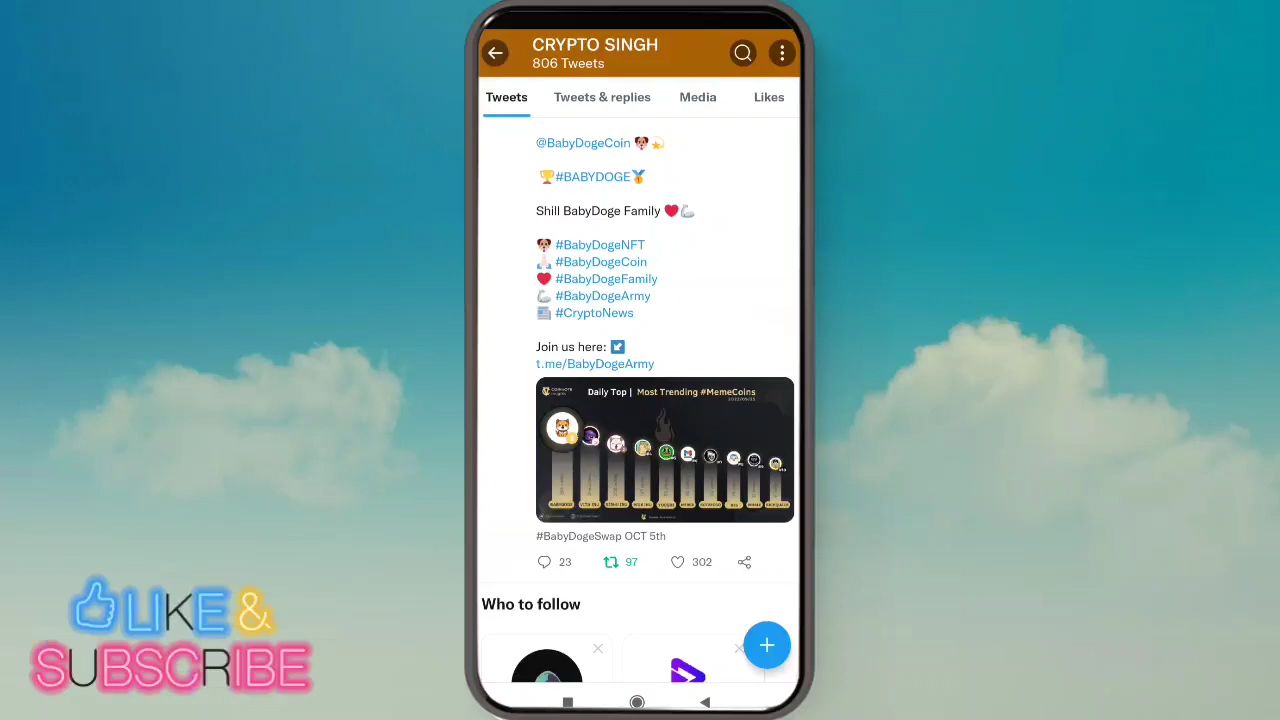 CRYPTO SINGH
806 Tweets
Tweets Tweets & replies Media Likes
@BabyDogeCoin 🐶💫
🏆#BABYDOGE🥇
Shill BabyDoge Family ❤️🦾
🐶 #BabyDogeNFT
🙏🏻 #BabyDogeCoin
❤️ #BabyDogeFamily
🦾 #BabyDogeArmy
📰 #CryptoNews
Join us here: ↙️
t.me/BabyDogeArmy
Daily Top | Most Trending #MemeCoins
#BabyDogeSwap OCT 5th
23 97 302
Who to follow
LIKE &
SUBSCRIBE